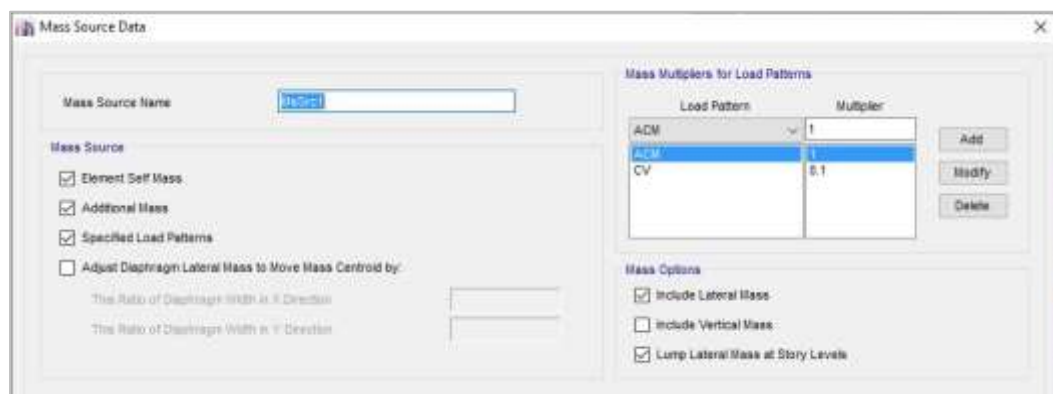 Mass Source Data
Mass Source Name
MsSrc1
Mass Source
Element Self Mass
Additional Mass
Specified Load Patterns
Adjust Diaphragm Lateral Mass to Move Mass Centroid by:
This Ratio of Diaphragm Width in X Direction
This Ratio of Diaphragm Width in Y Direction
Mass Multipliers for Load Patterns
Load Pattern Multiplier
ACM 1
ACM 1
CV 0.1
Add
Modify
Delete
Mass Options
Include Lateral Mass
Include Vertical Mass
Lump Lateral Mass at Story Levels